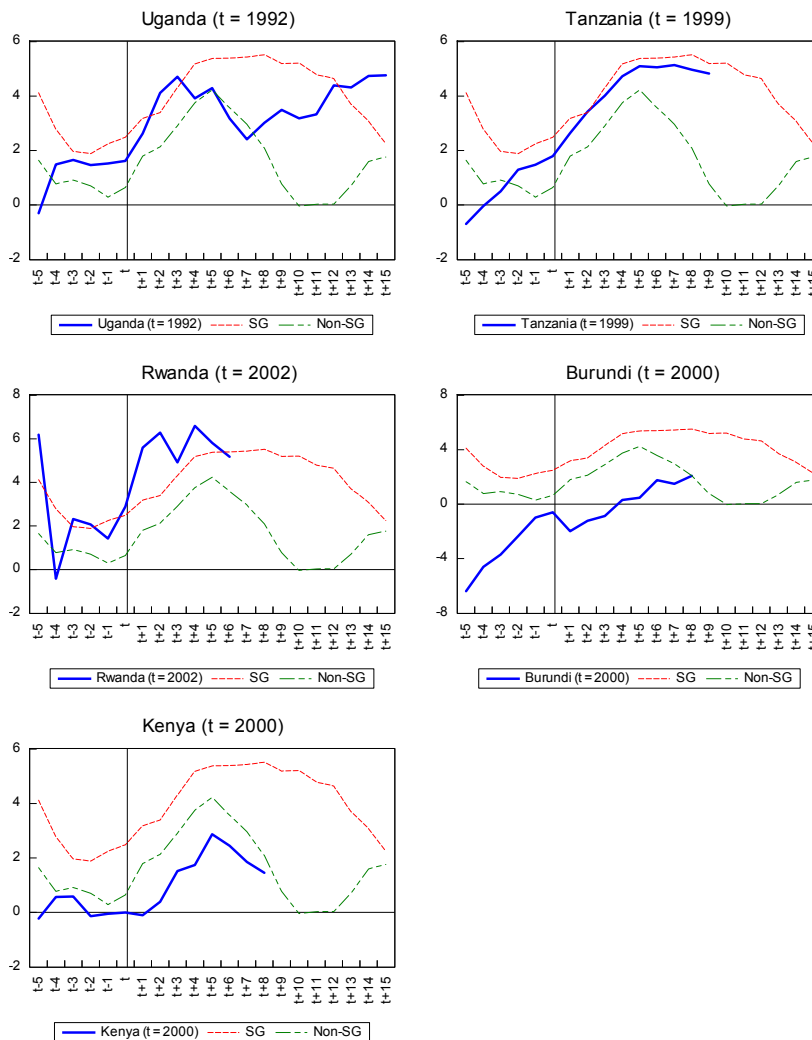 Uganda (t = 1992)
6
4
2
0
-2
t-5 t-4 t-3 t-2 t-1 t t+1 t+2 t+3 t+4 t+5 t+6 t+7 t+8 t+9 t+10 t+11 t+12 t+13 t+14 t+15
Uganda (t = 1992) SG Non-SG
Tanzania (t = 1999)
6
4
2
0
-2
t-5 t-4 t-3 t-2 t-1 t t+1 t+2 t+3 t+4 t+5 t+6 t+7 t+8 t+9 t+10 t+11 t+12 t+13 t+14 t+15
Tanzania (t = 1999) SG Non-SG
Rwanda (t = 2002)
8
6
4
2
0
-2
t-5 t-4 t-3 t-2 t-1 t t+1 t+2 t+3 t+4 t+5 t+6 t+7 t+8 t+9 t+10 t+11 t+12 t+13 t+14 t+15
Rwanda (t = 2002) SG Non-SG
Burundi (t = 2000)
8
4
0
-4
-8
t-5 t-4 t-3 t-2 t-1 t t+1 t+2 t+3 t+4 t+5 t+6 t+7 t+8 t+9 t+10 t+11 t+12 t+13 t+14 t+15
Burundi (t = 2000) SG Non-SG
Kenya (t = 2000)
6
4
2
0
-2
t-5 t-4 t-3 t-2 t-1 t t+1 t+2 t+3 t+4 t+5 t+6 t+7 t+8 t+9 t+10 t+11 t+12 t+13 t+14 t+15
Kenya (t = 2000) SG Non-SG